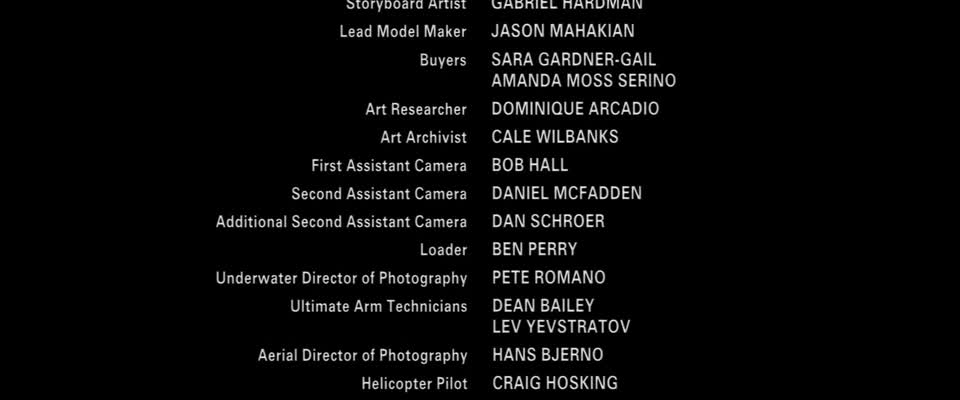 Storyboard Artist GABRIEL HARDMAN
Lead Model Maker JASON MAHAKIAN
Buyers SARA GARDNER-GAIL
AMANDA MOSS SERINO
Art Researcher DOMINIQUE ARCADIO
Art Archivist CALE WILBANKS
First Assistant Camera BOB HALL
Second Assistant Camera DANIEL MCFADDEN
Additional Second Assistant Camera DAN SCHROER
Loader BEN PERRY
Underwater Director of Photography PETE ROMANO
Ultimate Arm Technicians DEAN BAILEY
LEV YEVSTRATOV
Aerial Director of Photography HANS BJERNO
Helicopter Pilot CRAIG HOSKING